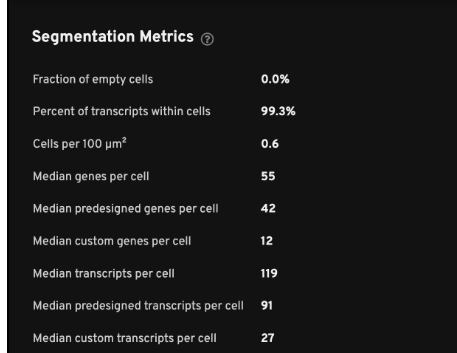 Segmentation Metrics ?
Fraction of empty cells 0.0%
Percent of transcripts within cells 99.3%
Cells per 100 µm² 0.6
Median genes per cell 55
Median predesigned genes per cell 42
Median custom genes per cell 12
Median transcripts per cell 119
Median predesigned transcripts per cell 91
Median custom transcripts per cell 27